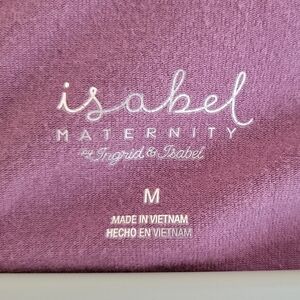 isabel
MATERNITY
by Ingrid & Isabel
M
MADE IN VIETNAM
HECHO EN VIETNAM